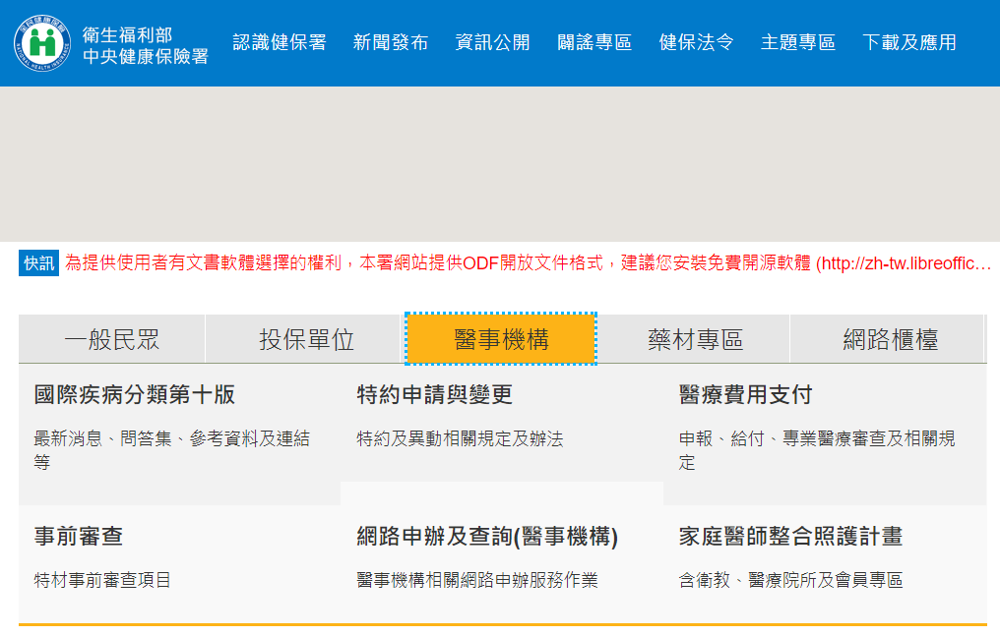 衛生福利部
中央健康保險署
認識健保署 新聞發布 資訊公開 闢謠專區 健保法令 主題專區 下載及應用
快訊 為提供使用者有文書軟體選擇的權利，本署網站提供ODF開放文件格式，建議您安裝免費開源軟體 (http://zh-tw.libreoffic…
一般民眾 投保單位 醫事機構 藥材專區 網路櫃檯
國際疾病分類第十版 特約申請與變更 醫療費用支付
最新消息、問答集、參考資料及連結 特約及異動相關規定及辦法 申報、給付、專業醫療審查及相關規
等 定
事前審查 網路申辦及查詢(醫事機構) 家庭醫師整合照護計畫
特材事前審查項目 醫事機構相關網路申辦服務作業 含衛教、醫療院所及會員專區